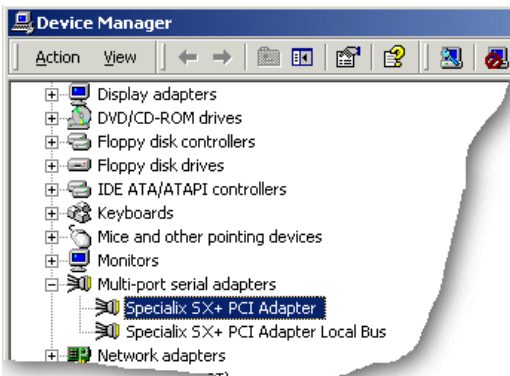 Device Manager
Action View
Display adapters
DVD/CD-ROM drives
Floppy disk controllers
Floppy disk drives
IDE ATA/ATAPI controllers
Keyboards
Mice and other pointing devices
Monitors
Multi-port serial adapters
Specialix SX+ PCI Adapter
Specialix SX+ PCI Adapter Local Bus
Network adapters